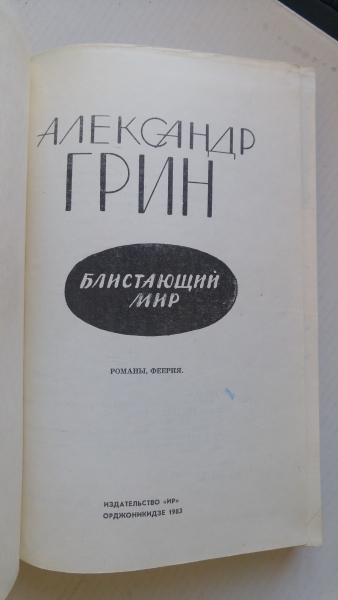 АЛЕКСАНДР
ГРИН
БЛИСТАЮЩИЙ
МИР
РОМАНЫ, ФЕЕРИЯ.
ИЗДАТЕЛЬСТВО «ИР»
ОРДЖОНИКИДЗЕ 1983